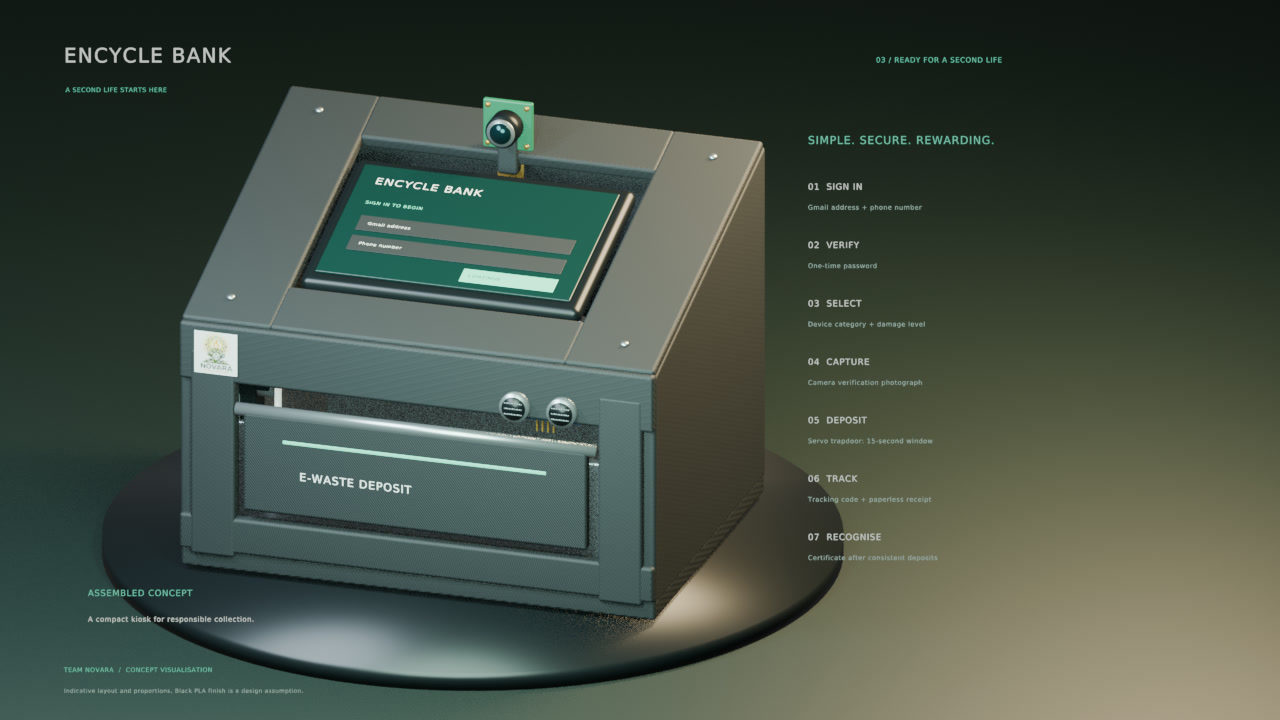 ENCYCLE BANK
A SECOND LIFE STARTS HERE
03 / READY FOR A SECOND LIFE
SIMPLE. SECURE. REWARDING.
01 SIGN IN
Gmail address + phone number
02 VERIFY
One-time password
03 SELECT
Device category + damage level
04 CAPTURE
Camera verification photograph
05 DEPOSIT
Servo trapdoor: 15-second window
06 TRACK
Tracking code + paperless receipt
07 RECOGNISE
Certificate after consistent deposits
ENCYCLE BANK
SIGN IN TO BEGIN
Gmail address
Phone number
NOVARA
E-WASTE DEPOSIT
ASSEMBLED CONCEPT
A compact kiosk for responsible collection.
TEAM NOVARA / CONCEPT VISUALISATION
Indicative layout and proportions. Black PLA finish is a design assumption.